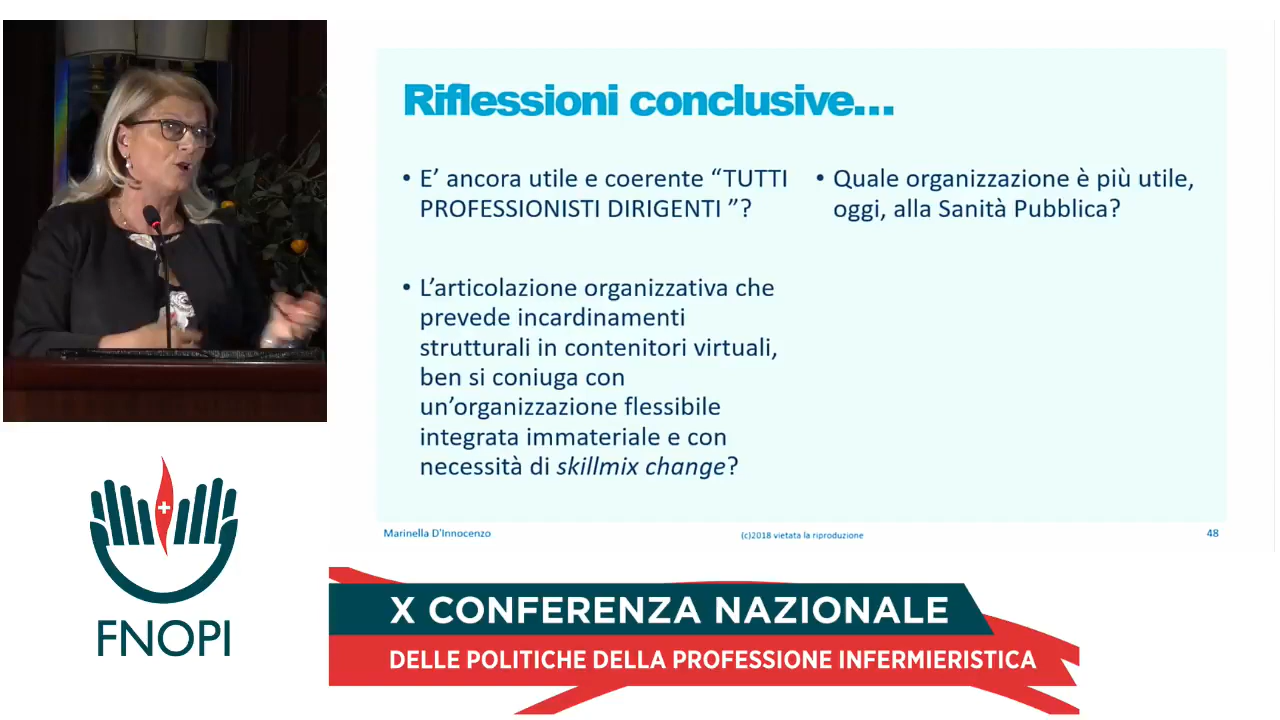 Riflessioni conclusive...
• E’ ancora utile e coerente “TUTTI
PROFESSIONISTI DIRIGENTI ”?
• L’articolazione organizzativa che
prevede incardinamenti
strutturali in contenitori virtuali,
ben si coniuga con
un’organizzazione flessibile
integrata immateriale e con
necessità di skillmix change?
• Quale organizzazione è più utile,
oggi, alla Sanità Pubblica?
Marinella D'Innocenzo
(c)2018 vietata la riproduzione
48
FNOPI
X CONFERENZA NAZIONALE
DELLE POLITICHE DELLA PROFESSIONE INFERMIERISTICA